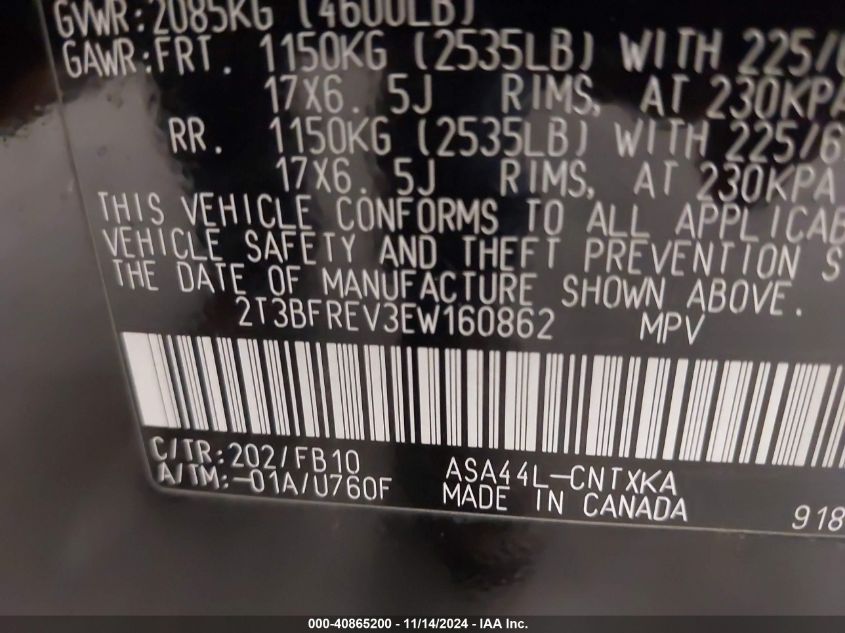 GVWR: 2085KG (4600LB)
GAWR: FRT. 1150KG (2535LB) WITH 225/6
17X6. 5J RIMS, AT 230KPA
RR. 1150KG (2535LB) WITH 225/6
17X6. 5J RIMS, AT 230KPA
THIS VEHICLE CONFORMS TO ALL APPLICAB
VEHICLE SAFETY AND THEFT PREVENTION S
THE DATE OF MANUFACTURE SHOWN ABOVE.
2T3BFREV3EW160862 MPV
C/TR: 202/FB10 ASA44L-CNTXKA
A/TM: -01A/U760F MADE IN CANADA
918
000-40865200 - 11/14/2024 - IAA Inc.